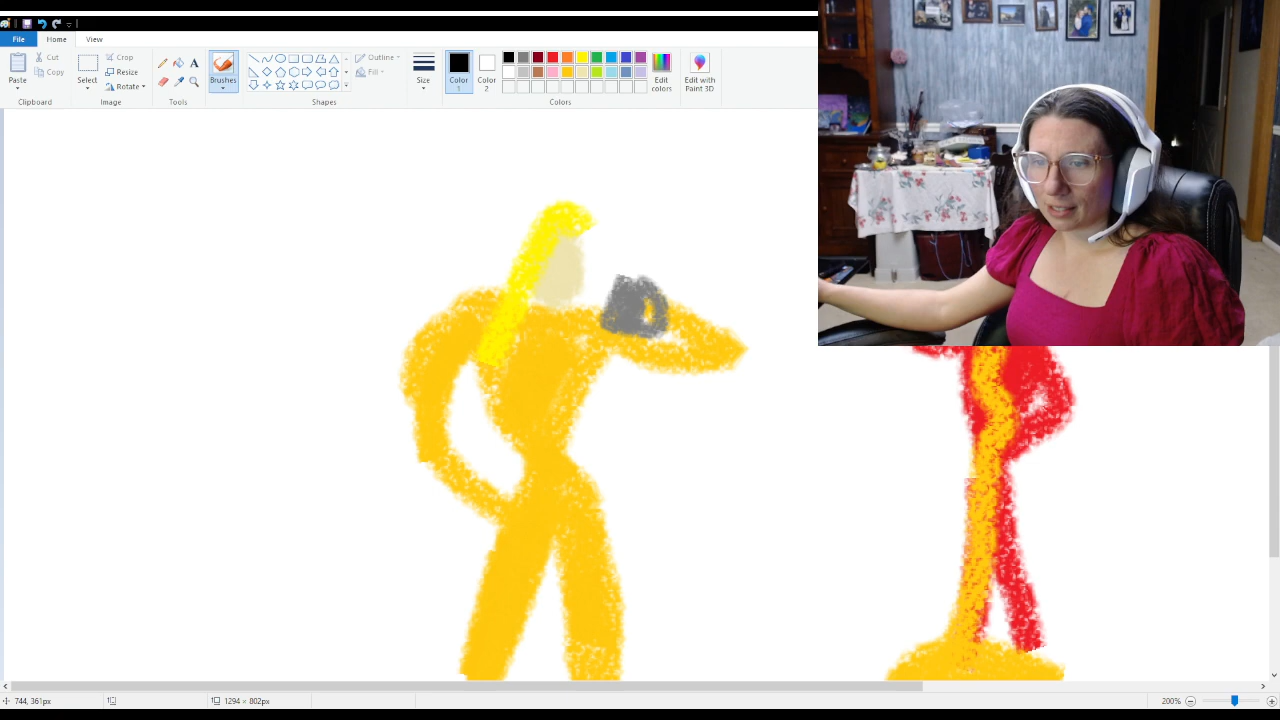 File Home View
Cut
Copy
Paste
Clipboard
Select
Crop
Resize
Rotate
Image
A
Tools
Brushes
Outline
Fill
Shapes
Size
Color 1
Color 2
Edit colors
Colors
Edit with Paint 3D
744, 361px
1294 × 802px
200%